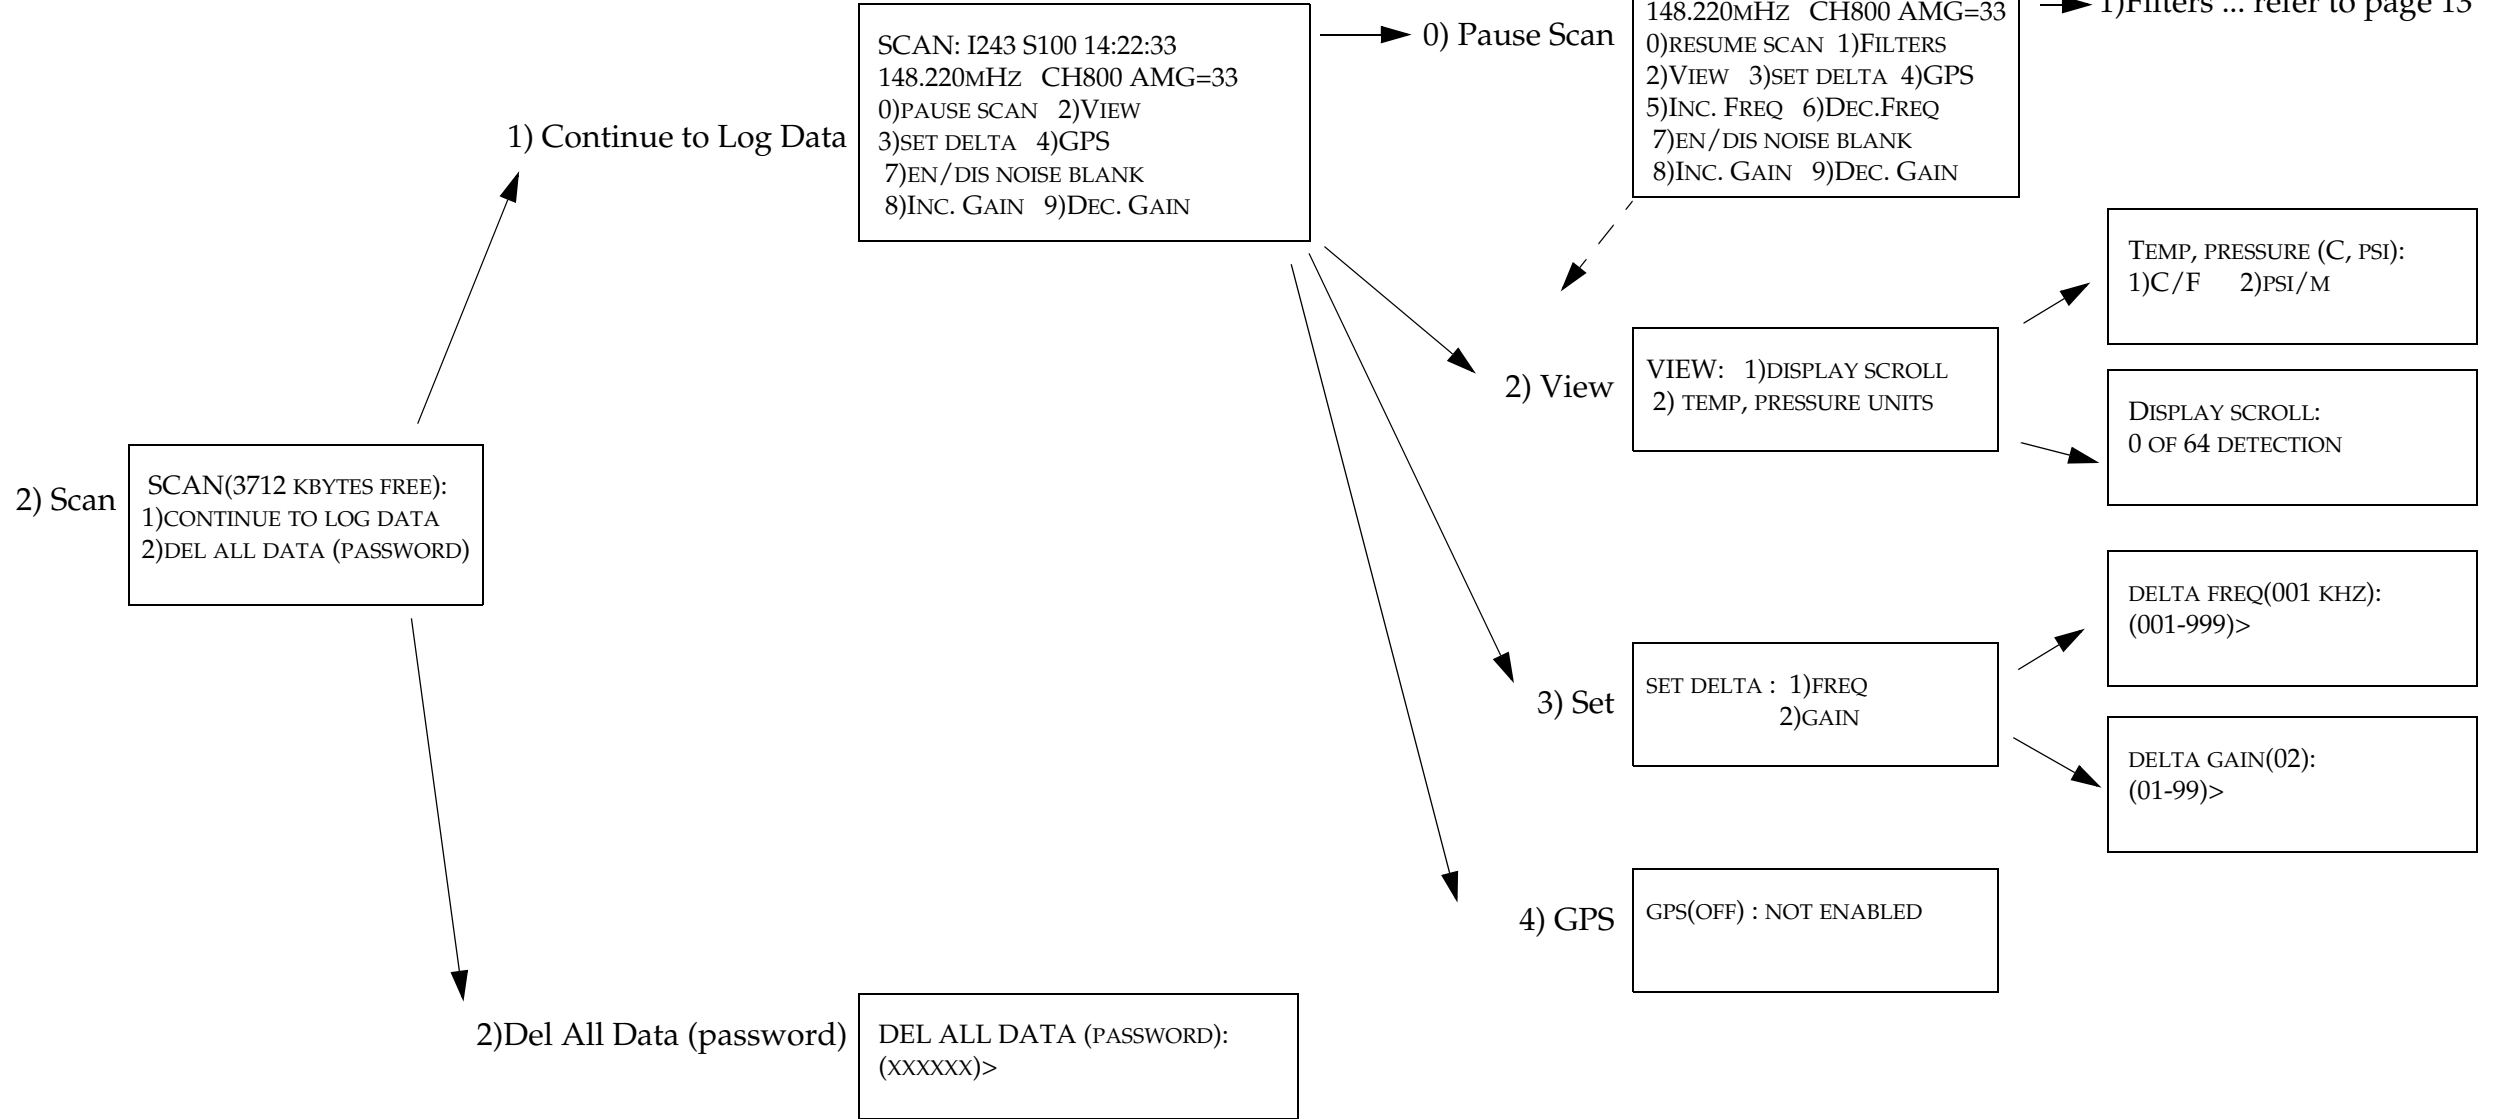 2) Scan
SCAN(3712 KBYTES FREE):
1)CONTINUE TO LOG DATA
2)DEL ALL DATA (PASSWORD)
1) Continue to Log Data
SCAN: I243 S100 14:22:33
148.220MHZ CH800 AMG=33
0)PAUSE SCAN 2)VIEW
3)SET DELTA 4)GPS
7)EN/DIS NOISE BLANK
8)INC. GAIN 9)DEC. GAIN
0) Pause Scan
148.220MHZ CH800 AMG=33
0)RESUME SCAN 1)FILTERS
2)VIEW 3)SET DELTA 4)GPS
5)INC. FREQ 6)DEC.FREQ
7)EN/DIS NOISE BLANK
8)INC. GAIN 9)DEC. GAIN
1)Filters ... refer to page 13
2) View
VIEW: 1)DISPLAY SCROLL
2) TEMP, PRESSURE UNITS
TEMP, PRESSURE (C, PSI):
1)C/F 2)PSI/M
DISPLAY SCROLL:
0 OF 64 DETECTION
3) Set
SET DELTA : 1)FREQ
2)GAIN
DELTA FREQ(001 KHZ):
(001-999)>
DELTA GAIN(02):
(01-99)>
4) GPS
GPS(OFF) : NOT ENABLED
2)Del All Data (password)
DEL ALL DATA (PASSWORD):
(XXXXXX)>